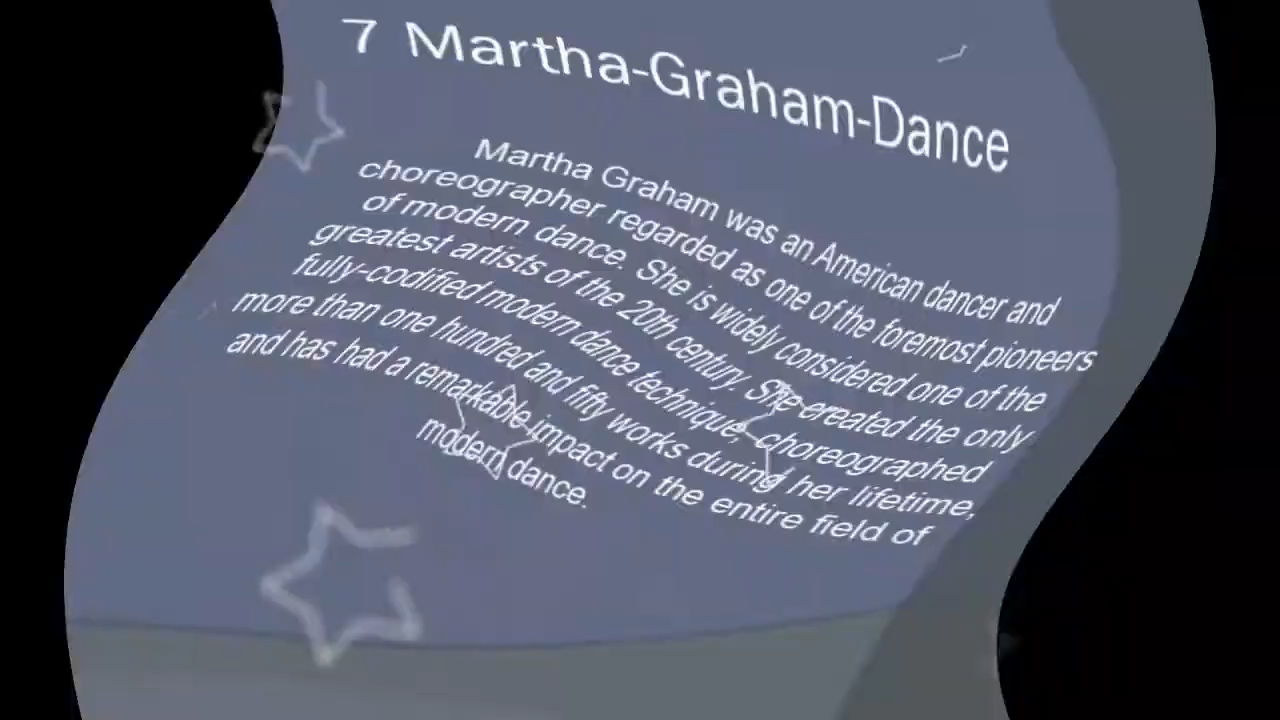 7 Martha-Graham-Dance
Martha Graham was an American dancer and
choreographer regarded as one of the foremost pioneers
of modern dance. She is widely considered one of the
greatest artists of the 20th century. She created the only
fully-codified modern dance technique, choreographed
more than one hundred and fifty works during her lifetime,
and has had a remarkable impact on the entire field of
modern dance.